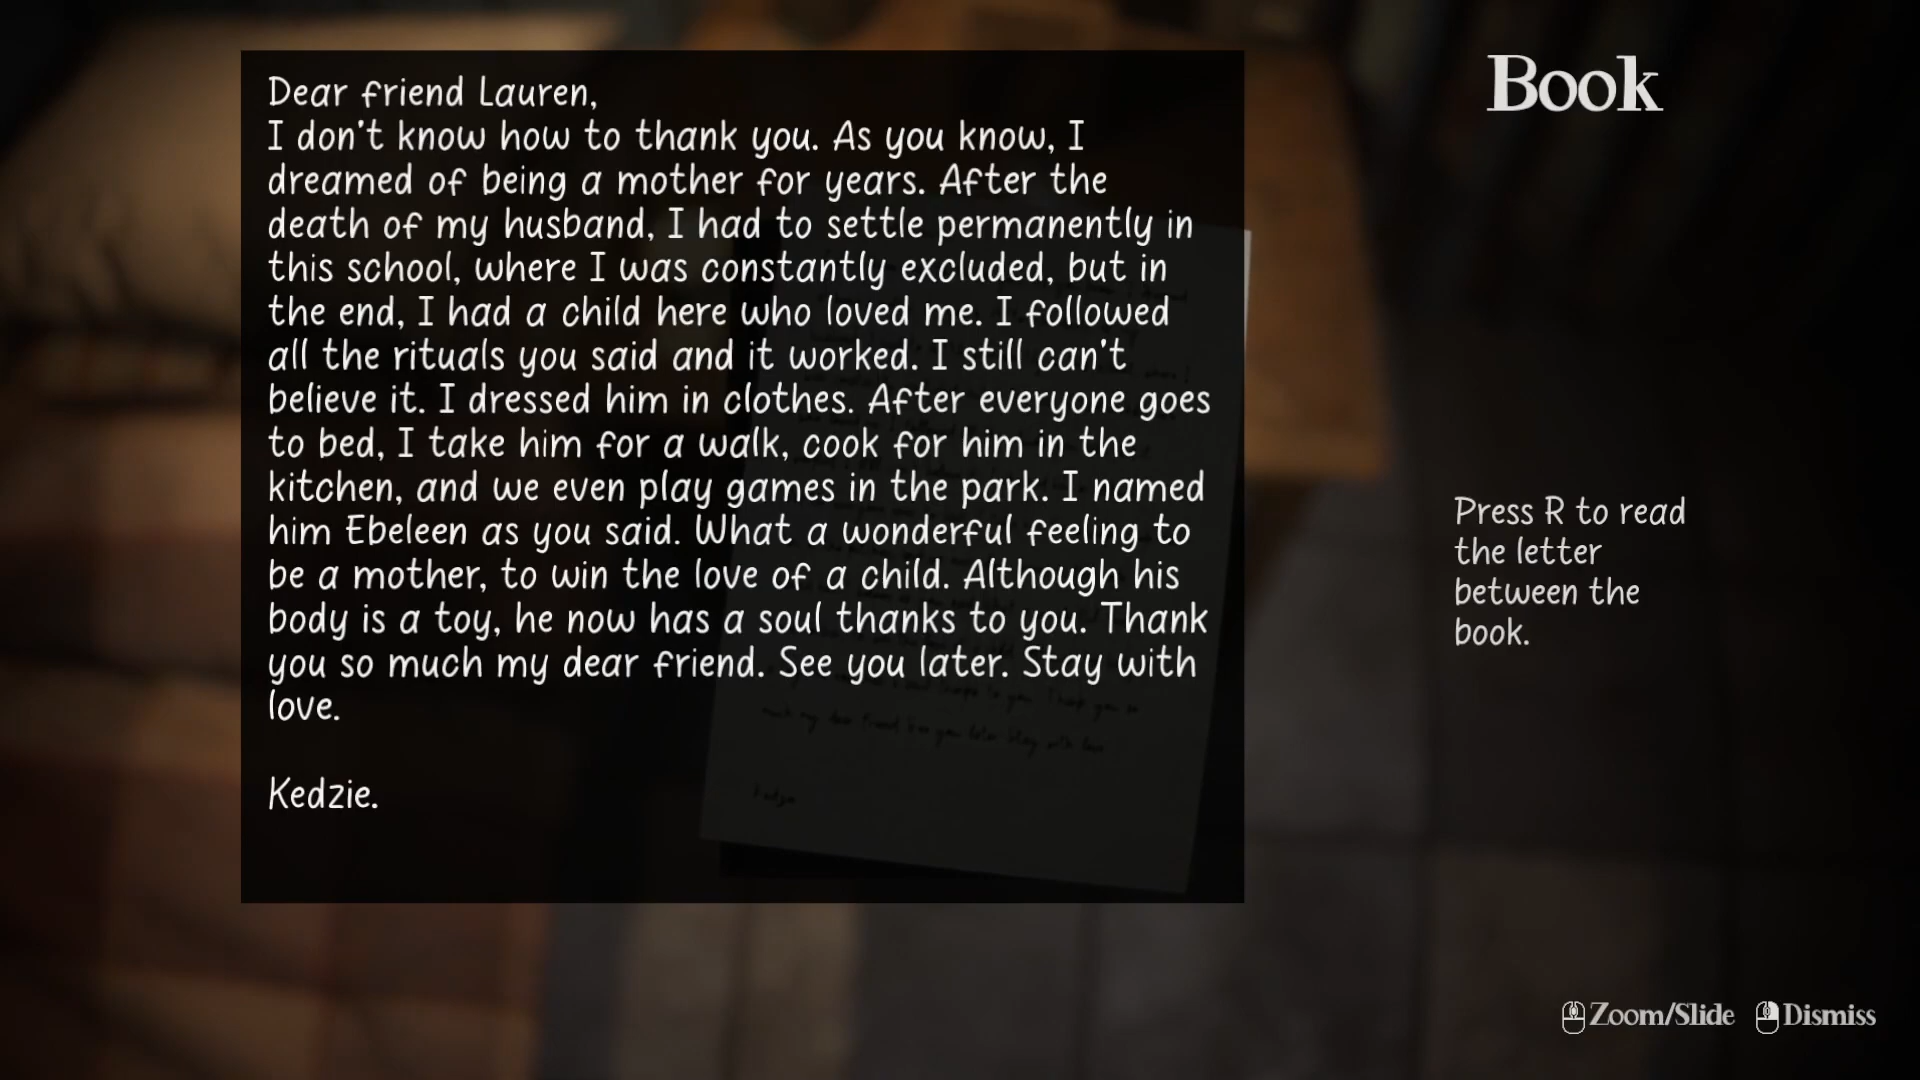 Book
Dear friend Lauren,
I don't know how to thank you. As you know, I
dreamed of being a mother for years. After the
death of my husband, I had to settle permanently in
this school, where I was constantly excluded, but in
the end, I had a child here who loved me. I followed
all the rituals you said and it worked. I still can't
believe it. I dressed him in clothes. After everyone goes
to bed, I take him for a walk, cook for him in the
kitchen, and we even play games in the park. I named
him Ebeleen as you said. What a wonderful feeling to
be a mother, to win the love of a child. Although his
body is a toy, he now has a soul thanks to you. Thank
you so much my dear friend. See you later. Stay with
love.
Kedzie.
Press R to read
the letter
between the
book.
Zoom/Slide Dismiss